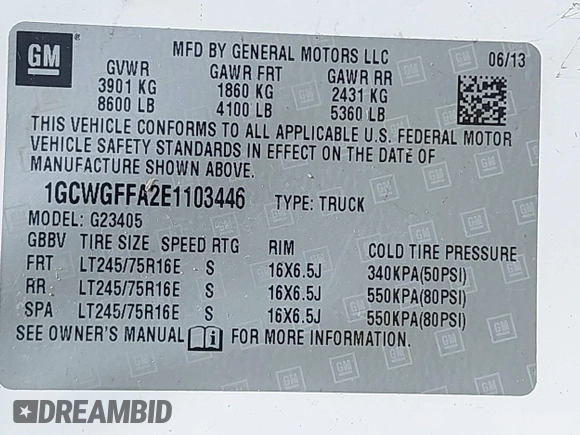 GM
MFD BY GENERAL MOTORS LLC 06/13
GVWR GAWR FRT GAWR RR
3901 KG 1860 KG 2431 KG
8600 LB 4100 LB 5360 LB
THIS VEHICLE CONFORMS TO ALL APPLICABLE U.S. FEDERAL MOTOR
VEHICLE SAFETY STANDARDS IN EFFECT ON THE DATE OF
MANUFACTURE SHOWN ABOVE.
1GCWGFFA2E1103446 TYPE: TRUCK
MODEL: G23405
GBBV TIRE SIZE SPEED RTG RIM COLD TIRE PRESSURE
FRT LT245/75R16E S 16X6.5J 340KPA(50PSI)
RR LT245/75R16E S 16X6.5J 550KPA(80PSI)
SPA LT245/75R16E S 16X6.5J 550KPA(80PSI)
SEE OWNER'S MANUAL FOR MORE INFORMATION.
DREAMBID